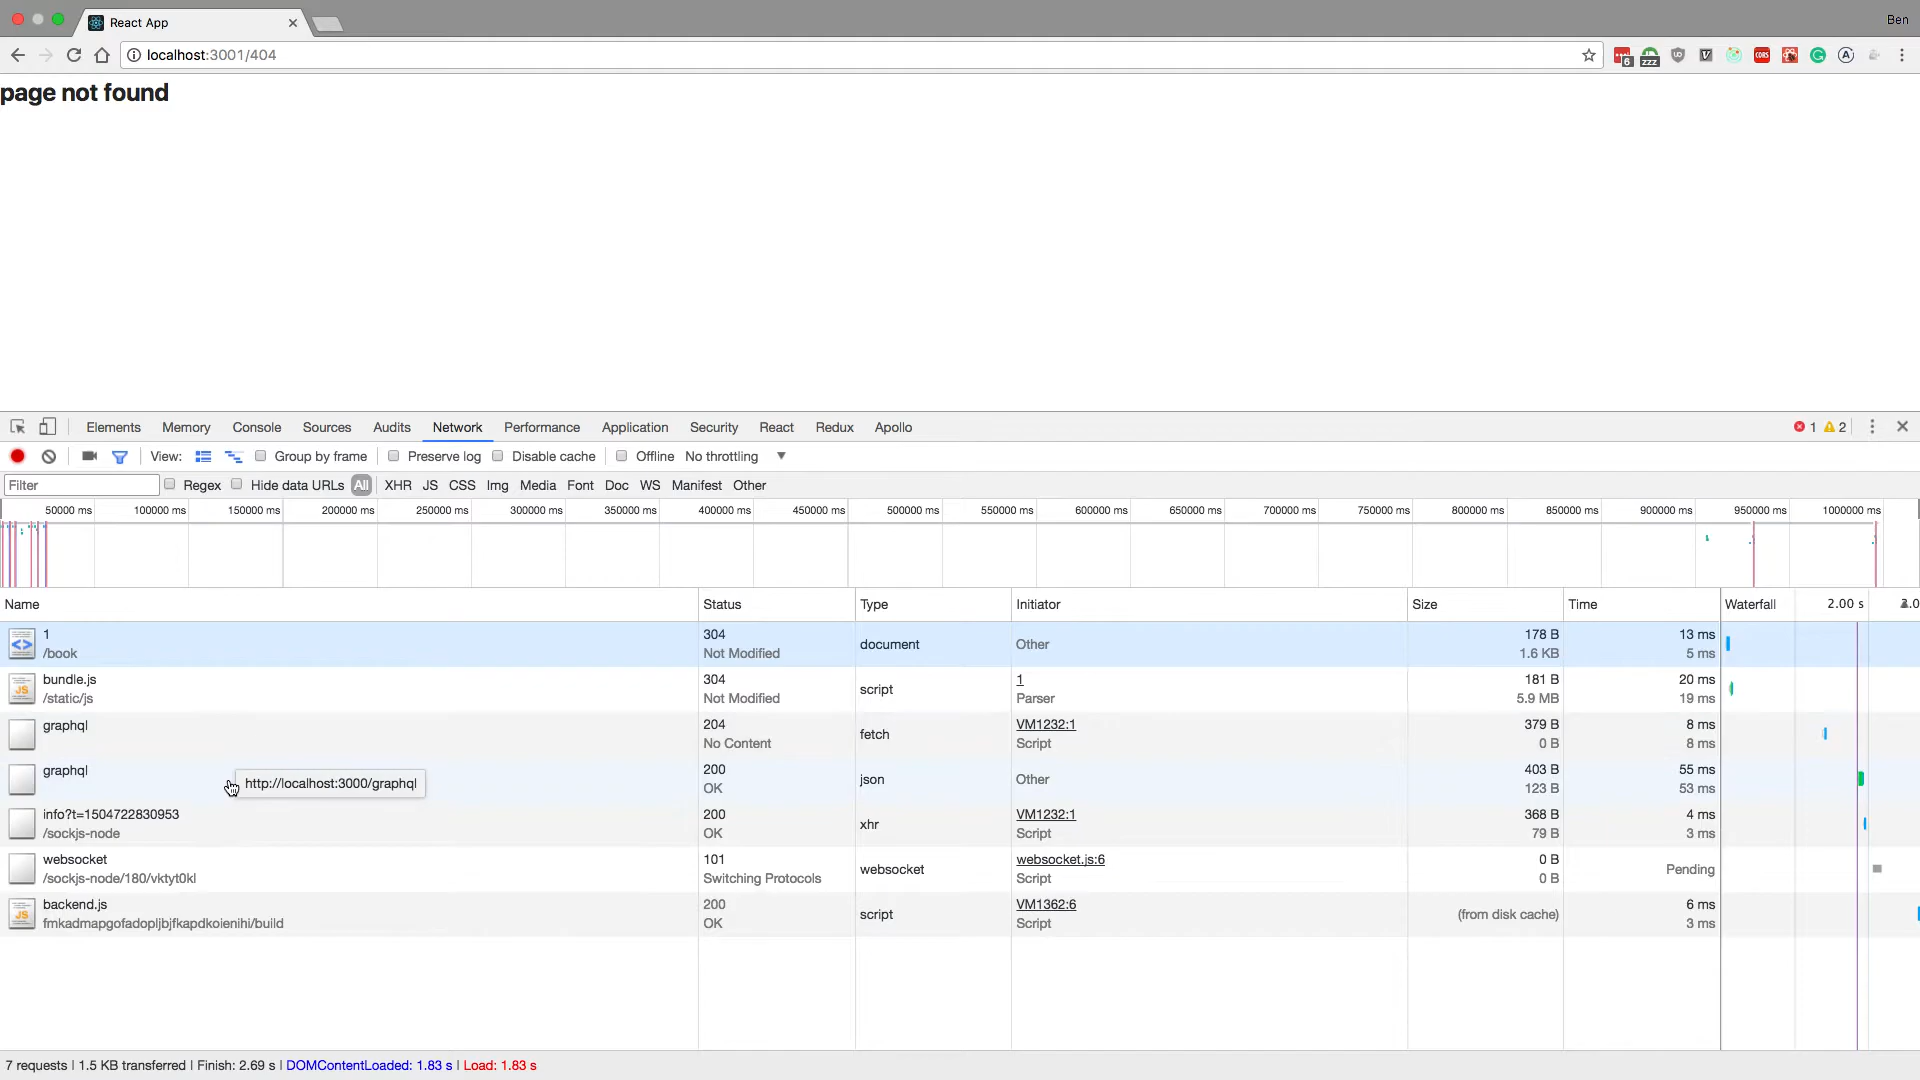 React App
Ben
localhost:3001/404
6
zzz
CORS
page not found
Elements Memory Console Sources Audits Network Performance Application Security React Redux Apollo 1 2
View: Group by frame Preserve log Disable cache Offline No throttling
Filter Regex Hide data URLs All XHR JS CSS Img Media Font Doc WS Manifest Other
50000 ms 100000 ms 150000 ms 200000 ms 250000 ms 300000 ms 350000 ms 400000 ms 450000 ms 500000 ms 550000 ms 600000 ms 650000 ms 700000 ms 750000 ms 800000 ms 850000 ms 900000 ms 950000 ms 1000000 ms
Name Status Type Initiator Size Time Waterfall 2.00 s
1 304 178 B 13 ms
/book Not Modified document Other 1.6 KB 5 ms
bundle.js 304 1 181 B 20 ms
/static/js Not Modified script Parser 5.9 MB 19 ms
graphql 204 VM1232:1 379 B 8 ms
No Content fetch Script 0 B 8 ms
graphql 200 403 B 55 ms
http://localhost:3000/graphql OK json Other 123 B 53 ms
info?t=1504722830953 200 VM1232:1 368 B 4 ms
/sockjs-node OK xhr Script 79 B 3 ms
websocket 101 websocket.js:6 0 B
/sockjs-node/180/vktyt0kl Switching Protocols websocket Script 0 B Pending
backend.js 200 VM1362:6 6 ms
fmkadmapgofadopljbjfkapdkoienihi/build OK script Script (from disk cache) 3 ms
7 requests | 1.5 KB transferred | Finish: 2.69 s | DOMContentLoaded: 1.83 s | Load: 1.83 s